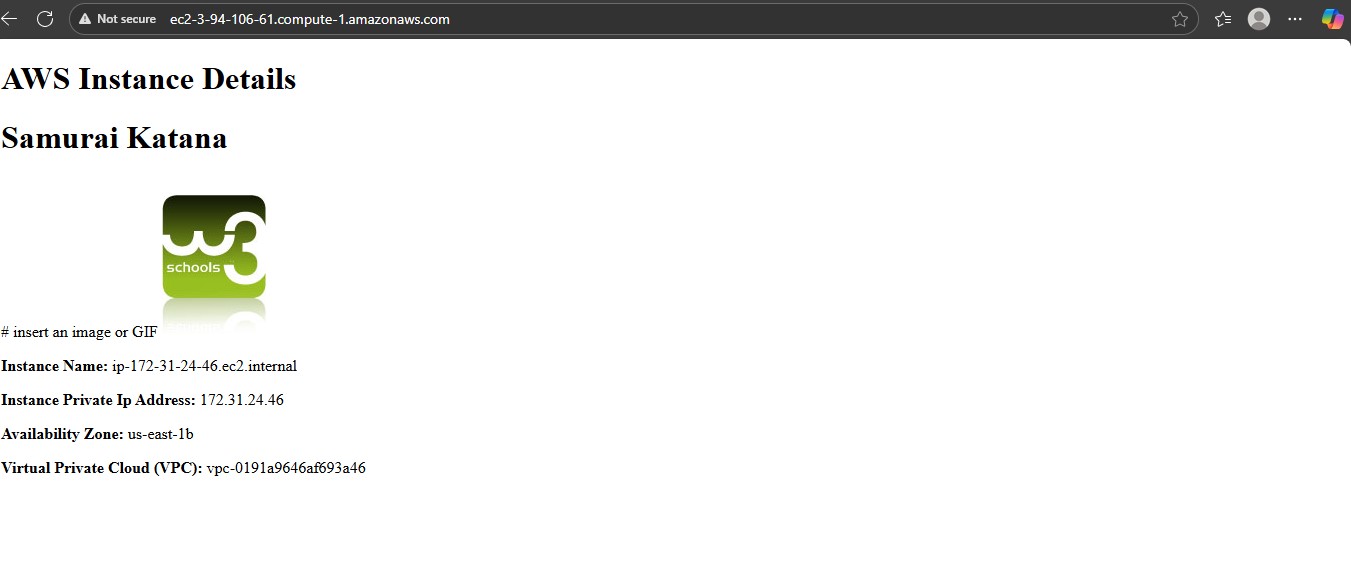 Not secure ec2-3-94-106-61.compute-1.amazonaws.com
AWS Instance Details
Samurai Katana
w3
schools
# insert an image or GIF
Instance Name: ip-172-31-24-46.ec2.internal
Instance Private Ip Address: 172.31.24.46
Availability Zone: us-east-1b
Virtual Private Cloud (VPC): vpc-0191a9646af693a46